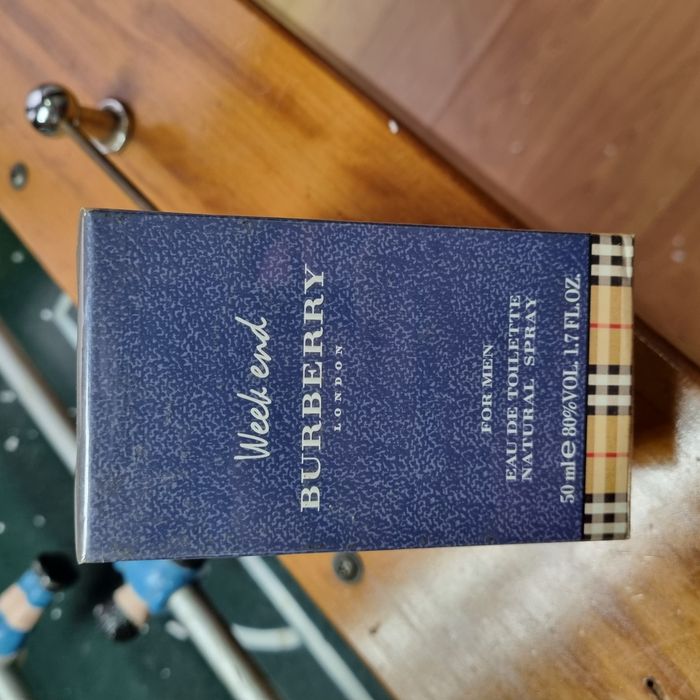 Week end
BURBERRY
LONDON
FOR MEN
EAU DE TOILETTE
NATURAL SPRAY
50 ml e 80%VOL. 1.7 FL.OZ.